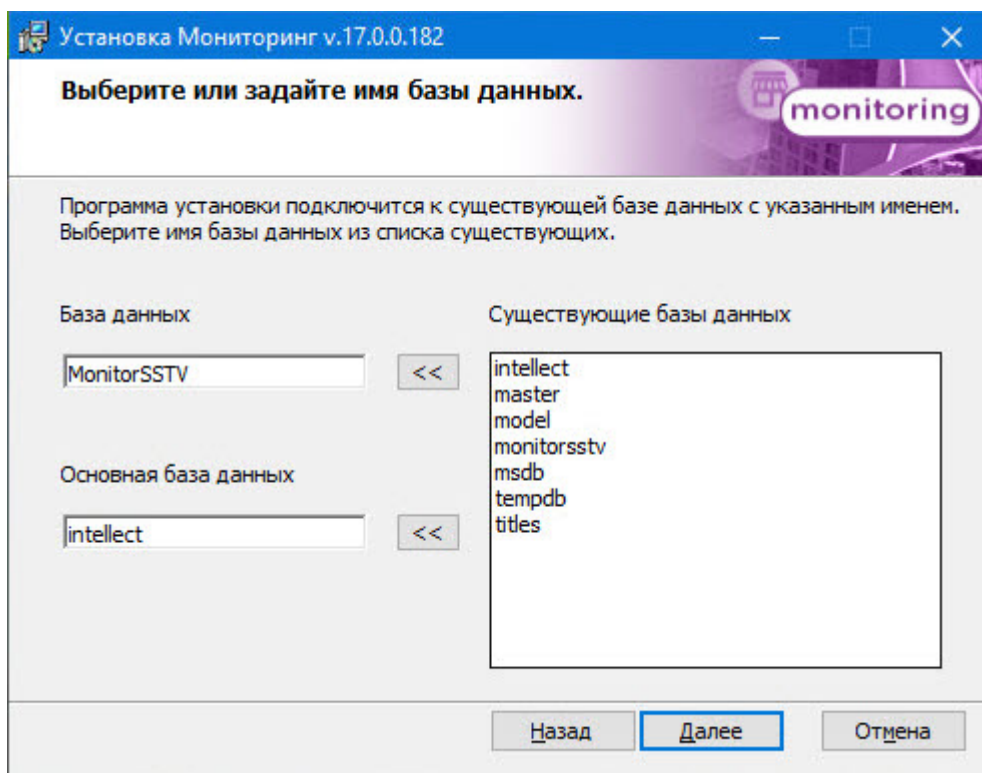 Установка Мониторинг v.17.0.0.182
Выберите или задайте имя базы данных.
monitoring
Программа установки подключится к существующей базе данных с указанным именем.
Выберите имя базы данных из списка существующих.
База данных
MonitorSSTV
<<
Основная база данных
intellect
<<
Существующие базы данных
intellect
master
model
monitorsstv
msdb
tempdb
titles
Назад
Далее
Отмена